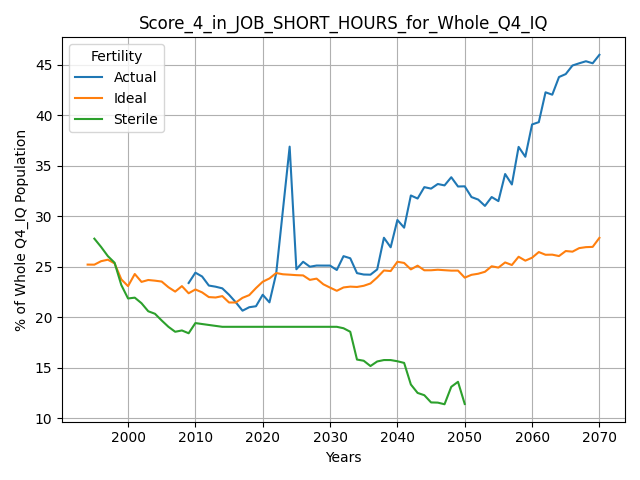 Score_4_in_JOB_SHORT_HOURS_for_Whole_Q4_IQ
Fertility
Actual
Ideal
Sterile
% of Whole Q4_IQ Population
45
40
35
30
25
20
15
10
2000
2010
2020
2030
2040
2050
2060
2070
Years